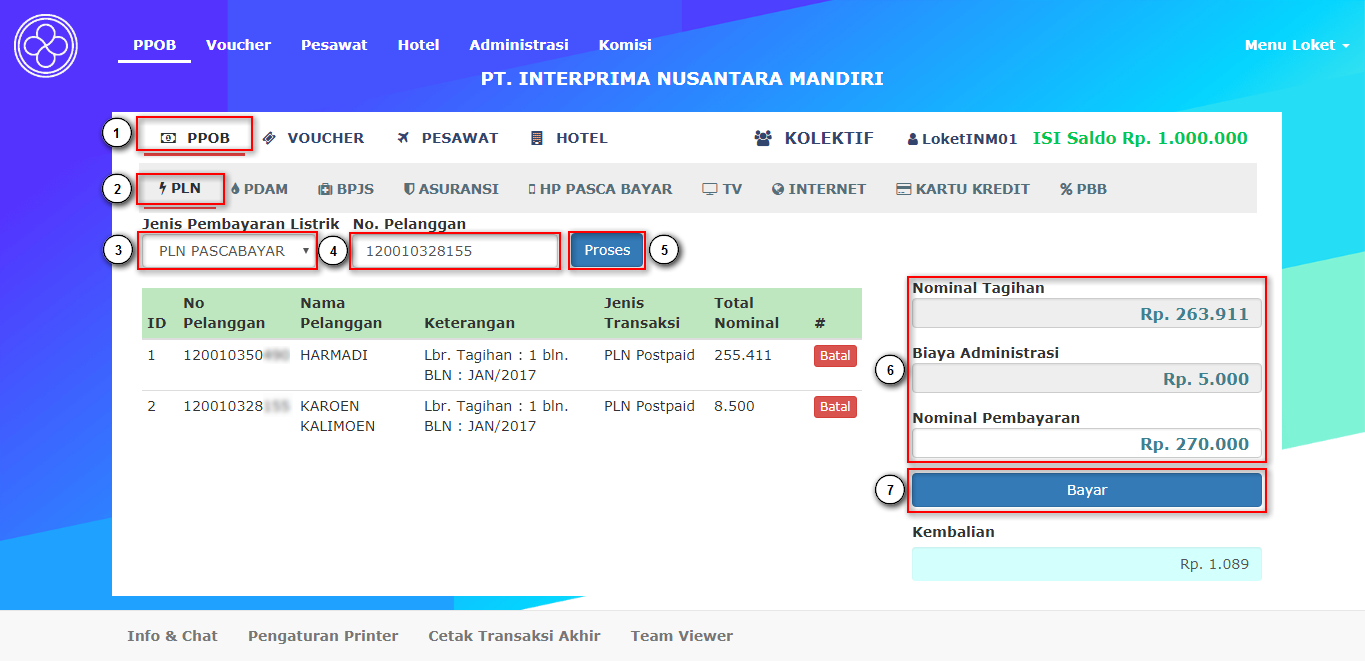 PPOB Voucher Pesawat Hotel Administrasi Komisi Menu Loket
PT. INTERPRIMA NUSANTARA MANDIRI
1 PPOB VOUCHER PESAWAT HOTEL KOLEKTIF LoketINM01 ISI Saldo Rp. 1.000.000
2 PLN PDAM BPJS ASURANSI HP PASCA BAYAR TV INTERNET KARTU KREDIT % PBB
Jenis Pembayaran Listrik No. Pelanggan
3 PLN PASCABAYAR 4 120010328155 Proses 5
ID No Pelanggan Nama Pelanggan Keterangan Jenis Transaksi Total Nominal #
1 120010350 HARMADI Lbr. Tagihan : 1 bln. PLN Postpaid 255.411 Batal
BLN : JAN/2017
2 120010328 KAROEN Lbr. Tagihan : 1 bln. PLN Postpaid 8.500 Batal
KALIMOEN BLN : JAN/2017
Nominal Tagihan
Rp. 263.911
Biaya Administrasi
6 Rp. 5.000
Nominal Pembayaran
Rp. 270.000
7 Bayar
Kembalian
Rp. 1.089
Info & Chat Pengaturan Printer Cetak Transaksi Akhir Team Viewer